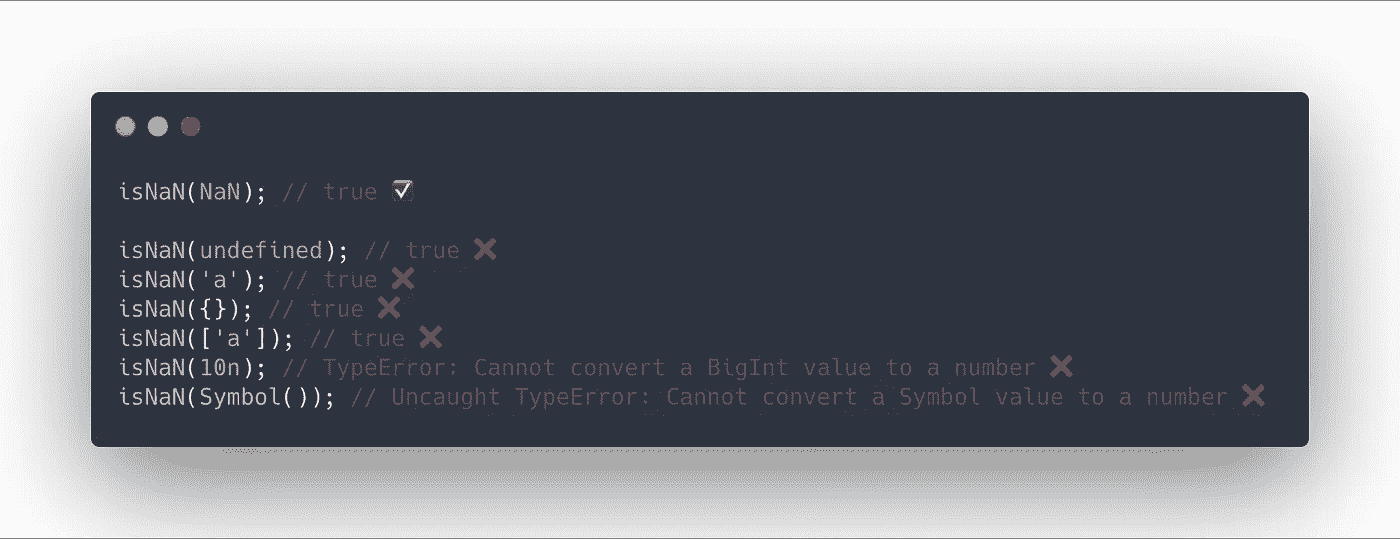 isNaN(NaN); // true ✅
isNaN(undefined); // true ❌
isNaN('a'); // true ❌
isNaN({}); // true ❌
isNaN(['a']); // true ❌
isNaN(10n); // TypeError: Cannot convert a BigInt value to a number ❌
isNaN(Symbol()); // Uncaught TypeError: Cannot convert a Symbol value to a number ❌